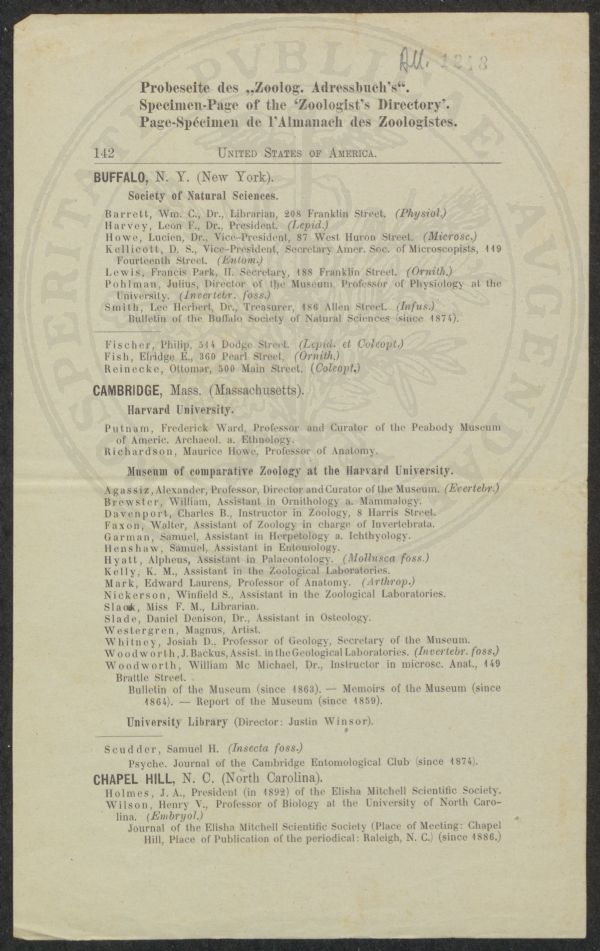 All. 1218
Probeseite des „Zoolog. Adressbuch's“.
Specimen-Page of the 'Zoologist's Directory'.
Page-Spécimen de l'Almanach des Zoologistes.
142 UNITED STATES OF AMERICA.
BUFFALO, N. Y. (New York).
Society of Natural Sciences.
Barrett, Wm. C., Dr., Librarian, 208 Franklin Street. (Physiol.)
Harvey, Leon F., Dr., President. (Lepid.)
Howe, Lucien, Dr., Vice-President, 87 West Huron Street. (Microsc.)
Kellicott, D. S., Vice-President, Secretary Amer. Soc. of Microscopists, 119
Fourteenth Street. (Entom.)
Lewis, Francis Park, II. Secretary, 188 Franklin Street. (Ornith.)
Pohlman, Julius, Director of the Museum, Professor of Physiology at the
University. (Invertebr. foss.)
Smith, Lee Herbert, Dr., Treasurer, 186 Allen Street. (Infus.)
Bulletin of the Buffalo Society of Natural Sciences (since 1874).
Fischer, Philip, 514 Dodge Street. (Lepid. et Coleopt.)
Fish, Elridge E., 360 Pearl Street, (Ornith.)
Reinecke, Ottomar, 500 Main Street. (Coleopt.)
CAMBRIDGE, Mass. (Massachusetts).
Harvard University.
Putnam, Frederick Ward, Professor and Curator of the Peabody Museum
of Americ. Archaeol. a. Ethnology.
Richardson, Maurice Howe, Professor of Anatomy.
Museum of comparative Zoology at the Harvard University.
Agassiz, Alexander, Professor, Director and Curator of the Museum. (Evertebr.)
Brewster, William, Assistant in Ornithology a. Mammalogy.
Davenport, Charles B., Instructor in Zoology, 8 Harris Street.
Faxon, Walter, Assistant of Zoology in charge of Invertebrata.
Garman, Samuel, Assistant in Herpetology a. Ichthyology.
Henshaw, Samuel, Assistant in Entomology.
Hyatt, Alpheus, Assistant in Palaeontology. (Mollusca foss.)
Kelly, K. M., Assistant in the Zoological Laboratories.
Mark, Edward Laurens, Professor of Anatomy. (Arthrop.)
Nickerson, Winfield S., Assistant in the Zoological Laboratories.
Slack, Miss F. M., Librarian.
Slade, Daniel Denison, Dr., Assistant in Osteology.
Westergren, Magnus, Artist.
Whitney, Josiah D.. Professor of Geology, Secretary of the Museum.
Woodworth, J. Backus, Assist. in the Geological Laboratories. (Invertebr. foss.)
Woodworth, William Mc Michael, Dr., Instructor in microsc. Anat., 149
Brattle Street.
Bulletin of the Museum (since 1863). — Memoirs of the Museum (since
1864). — Report of the Museum (since 1859).
University Library (Director: Justin Winsor).
Scudder, Samuel H. (Insecta foss.)
Psyche. Journal of the Cambridge Entomological Club (since 1874).
CHAPEL HILL, N. C. (North Carolina).
Holmes, J. A., President (in 1892) of the Elisha Mitchell Scientific Society.
Wilson, Henry V., Professor of Biology at the University of North Caro-
lina. (Embryol.)
Journal of the Elisha Mitchell Scientific Society (Place of Meeting: Chapel
Hill, Place of Publication of the periodical: Raleigh, N. C.) (since 1886.)